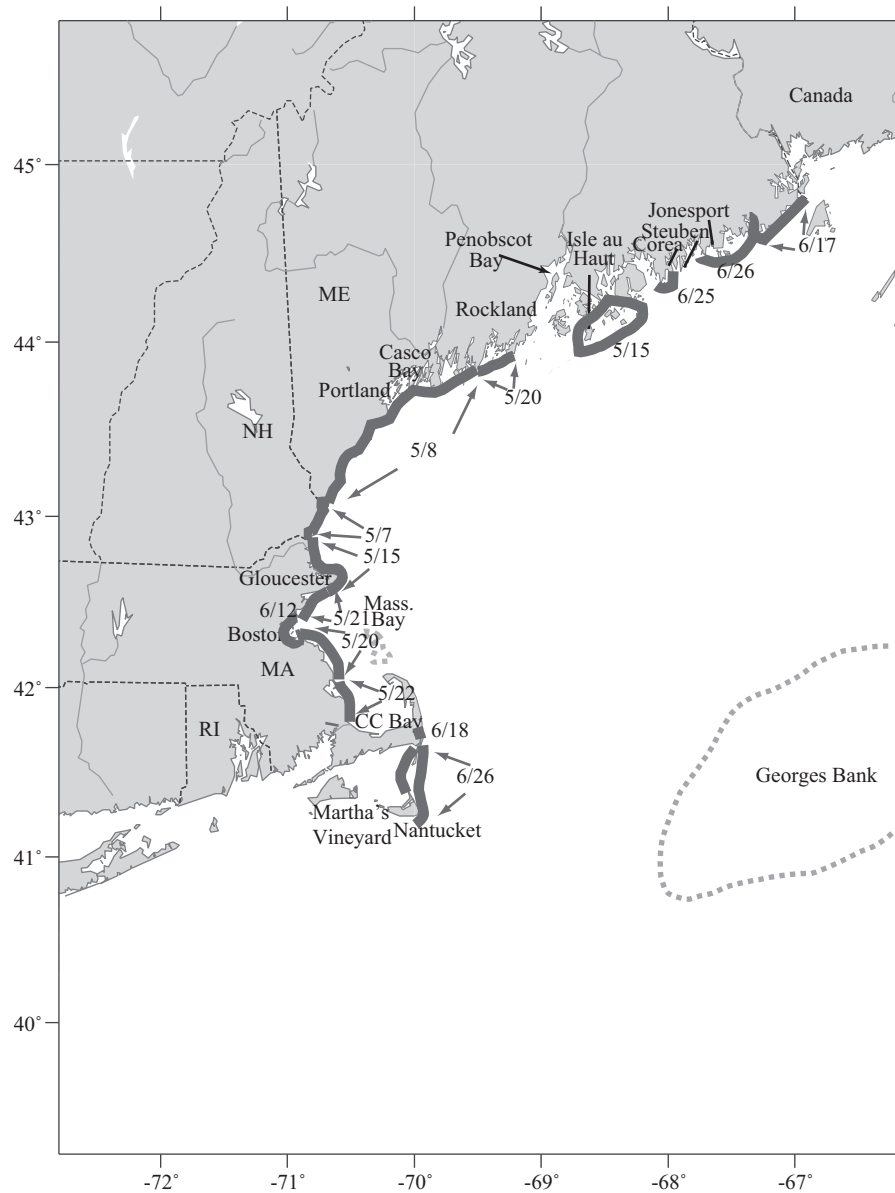 Canada
45°
Jonesport
Steuben
Corea
Isle au
Haut
Penobscot
Bay
6/17
6/26
6/25
ME
Rockland
44°
Casco
Bay
5/15
Portland
5/20
NH
5/8
43°
5/7
5/15
Gloucester
6/12
Mass.
Bay
5/21
Boston
5/20
MA
42°
5/22
CC Bay
6/18
RI
6/26
Georges Bank
Martha's
Vineyard
Nantucket
41°
40°
-72°
-71°
-70°
-69°
-68°
-67°